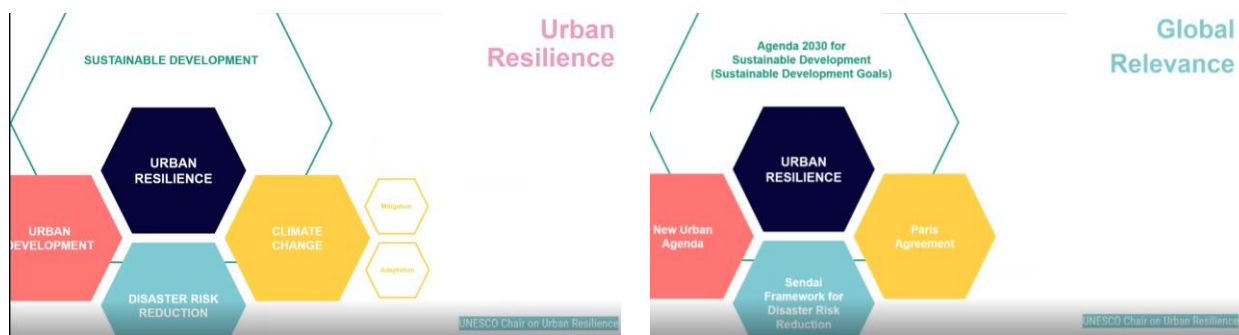 Urban
Resilience
SUSTAINABLE DEVELOPMENT
URBAN
RESILIENCE
URBAN
DEVELOPMENT
CLIMATE
CHANGE
Mitigation
Adaptation
DISASTER RISK
REDUCTION
UNESCO Chair on Urban Resilience
Global
Relevance
Agenda 2030 for
Sustainable Development
(Sustainable Development Goals)
URBAN
RESILIENCE
New Urban
Agenda
Paris
Agreement
Sendai
Framework for
Disaster Risk
Reduction
UNESCO Chair on Urban Resilience